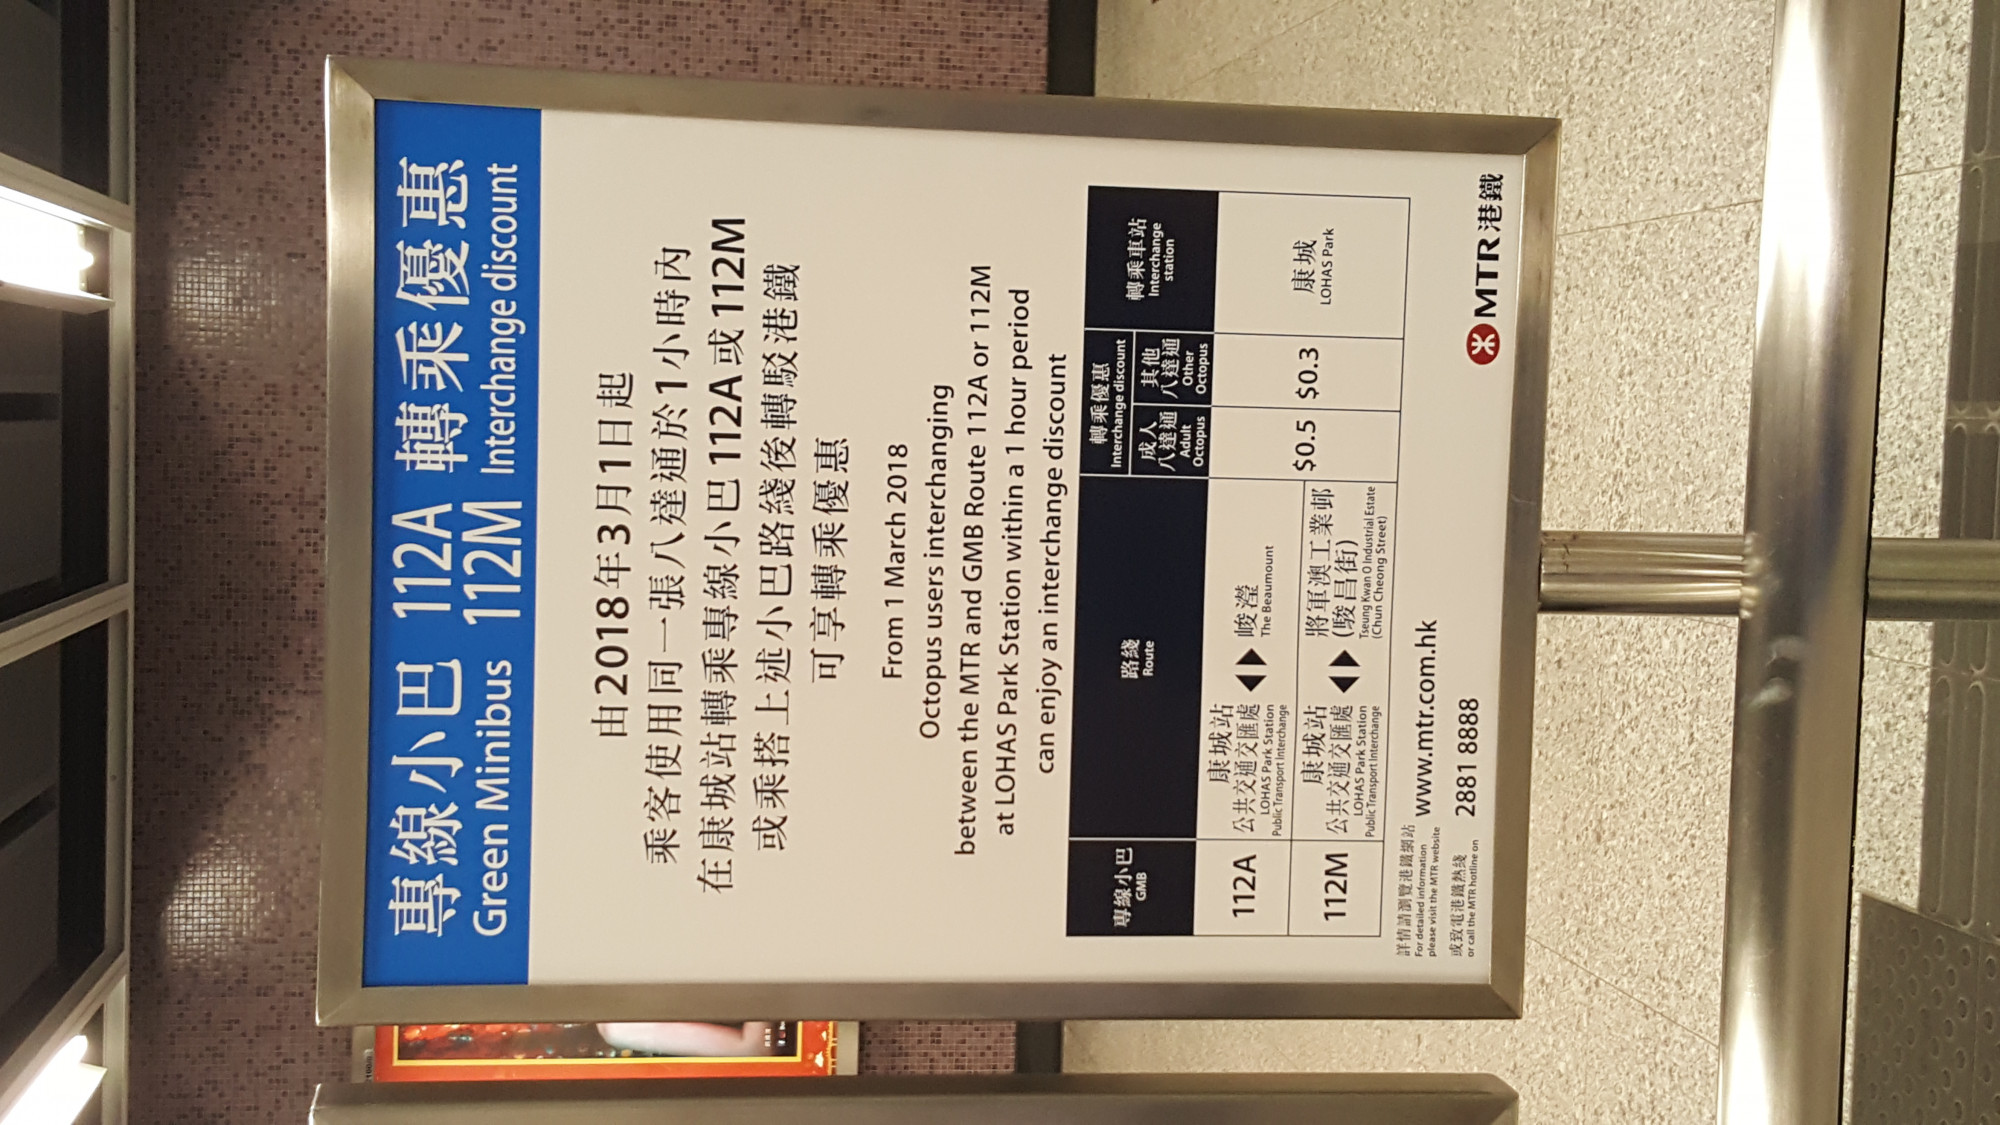 專線小巴 112A 轉乘優惠
Green Minibus 112M Interchange discount
由2018年3月1日起
乘客使用同一張八達通於1小時內
在康城站轉乘專線小巴112A或112M
或乘搭上述小巴路綫後轉駁港鐵
可享轉乘優惠
From 1 March 2018
Octopus users interchanging
between the MTR and GMB Route 112A or 112M
at LOHAS Park Station within a 1 hour period
can enjoy an interchange discount
專線小巴
GMB
路綫
Route
轉乘優惠
Interchange discount
成人
八達通
Adult
Octopus
其他
八達通
Other
Octopus
轉乘車站
Interchange
station
112A
康城站
公共交通交匯處
LOHAS Park Station
Public Transport Interchange
◀▶
峻瀅
The Beaumount
112M
康城站
公共交通交匯處
LOHAS Park Station
Public Transport Interchange
◀▶
將軍澳工業邨
(駿昌街)
Tseung Kwan O Industrial Estate
(Chun Cheong Street)
$0.5
$0.3
康城
LOHAS Park
詳情請瀏覽港鐵網站
For detailed information
please visit the MTR website
www.mtr.com.hk
或致電港鐵熱綫
or call the MTR hotline on
2881 8888
MTR 港鐵